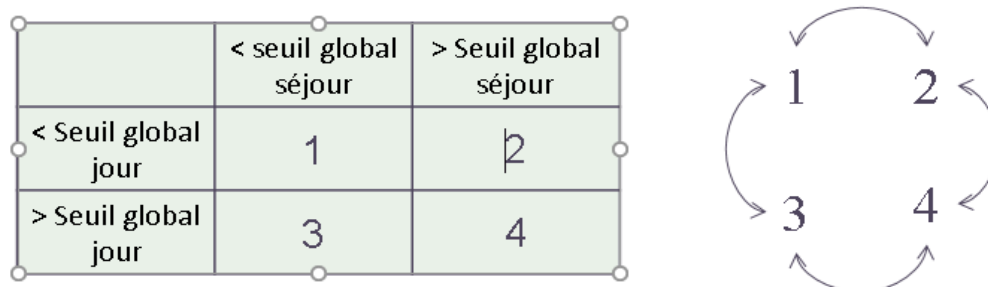 < seuil global séjour > Seuil global séjour
< Seuil global jour 1 2
> Seuil global jour 3 4
1 2
3 4